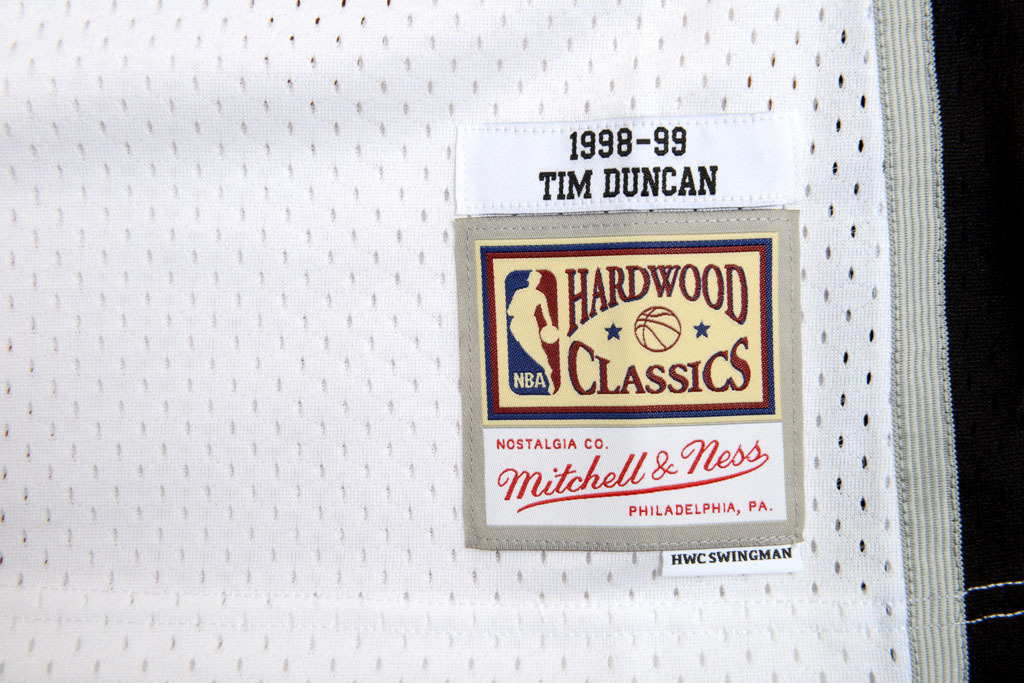 1998-99
TIM DUNCAN
HARDWOOD
CLASSICS
NBA
NOSTALGIA CO.
Mitchell & Ness
PHILADELPHIA, PA.
HWC SWINGMAN